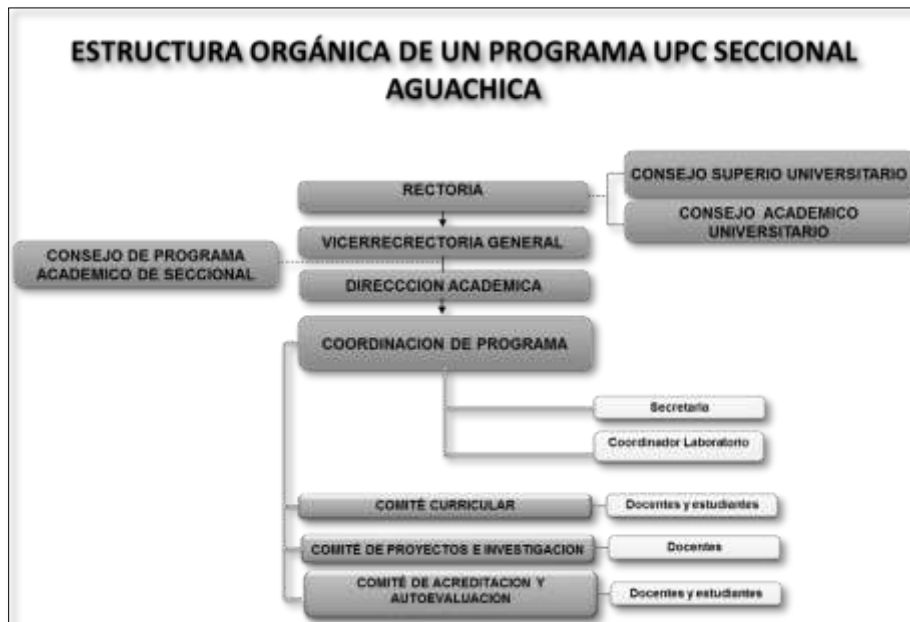 ESTRUCTURA ORGÁNICA DE UN PROGRAMA UPC SECCIONAL
AGUACHICA
CONSEJO SUPERIO UNIVERSITARIO
RECTORIA
CONSEJO ACADEMICO
UNIVERSITARIO
VICERRECRECTORIA GENERAL
CONSEJO DE PROGRAMA
ACADEMICO DE SECCIONAL
DIRECCCION ACADEMICA
COORDINACION DE PROGRAMA
Secretaria
Coordinador Laboratorio
COMITÉ CURRICULAR
Docentes y estudiantes
COMITÉ DE PROYECTOS E INVESTIGACION
Docentes
COMITÉ DE ACREDITACION Y
AUTOEVALUACION
Docentes y estudiantes